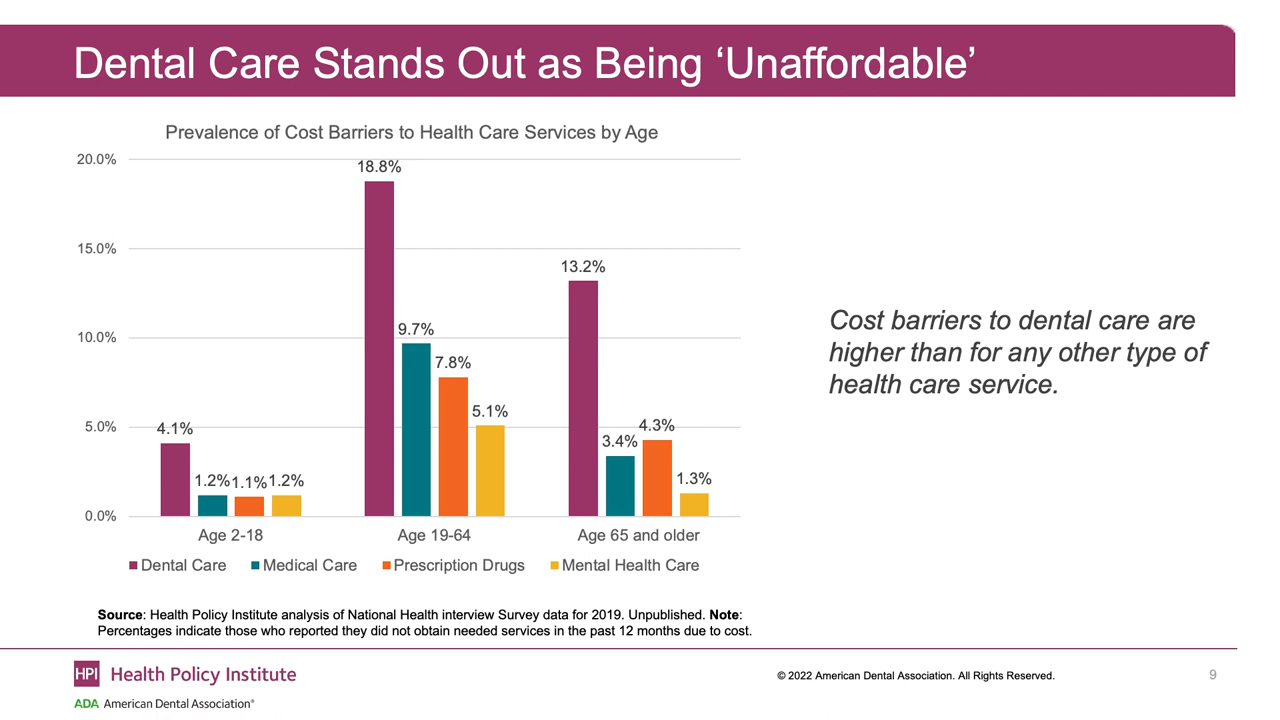 Dental Care Stands Out as Being ‘Unaffordable’
Prevalence of Cost Barriers to Health Care Services by Age
20.0%
15.0%
10.0%
5.0%
0.0%
4.1%
1.2%
1.1%
1.2%
18.8%
9.7%
7.8%
5.1%
13.2%
3.4%
4.3%
1.3%
Age 2-18
Age 19-64
Age 65 and older
Dental Care
Medical Care
Prescription Drugs
Mental Health Care
Cost barriers to dental care are
higher than for any other type of
health care service.
Source: Health Policy Institute analysis of National Health interview Survey data for 2019. Unpublished. Note:
Percentages indicate those who reported they did not obtain needed services in the past 12 months due to cost.
HPI Health Policy Institute
ADA American Dental Association®
© 2022 American Dental Association. All Rights Reserved.
9